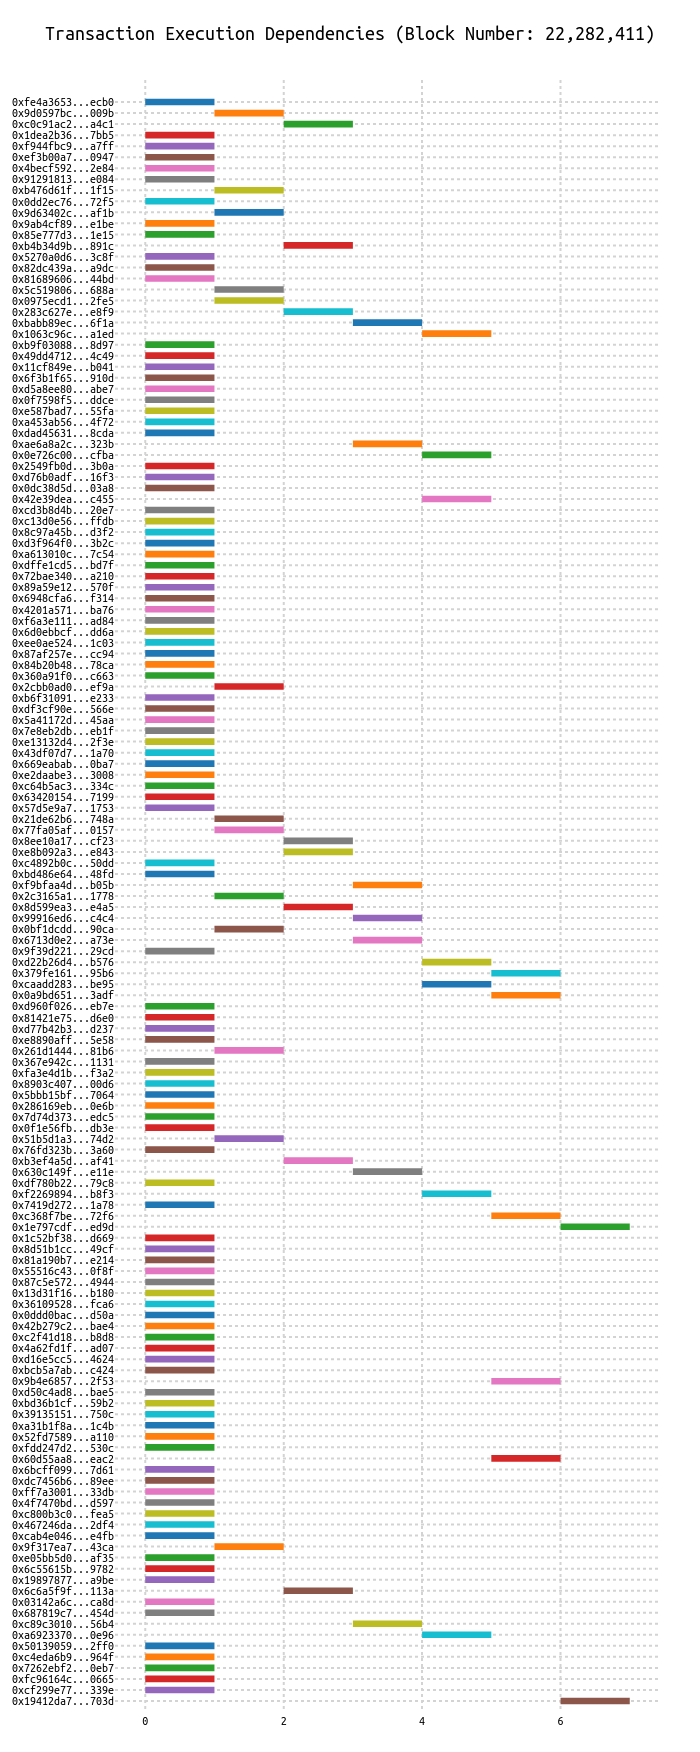 Transaction Execution Dependencies (Block Number: 22,282,411)
0xfe4a3653...ecb0
0x9d0597bc...009b
0xc0c91ac2...a4c1
0x1dea2b36...7bb5
0xf944fbc9...a7ff
0xef3b00a7...0947
0x4becf592...2e84
0x91291813...e084
0xb476d61f...1f15
0x0dd2ec76...72f5
0x9d63402c...af1b
0x9ab4cf89...e1be
0x85e777d3...1e15
0xb4b34d9b...891c
0x5270a0d6...3c8f
0x82dc439a...a9dc
0x81689606...44bd
0x5c519806...688a
0x0975ecd1...2fe5
0x283c627e...e8f9
0xbabb89ec...6f1a
0x1063c96c...a1ed
0xb9f03088...8d97
0x49dd4712...4c49
0x11cf849e...b041
0x6f3b1f65...910d
0xd5a8ee80...abe7
0x0f7598f5...ddce
0xe587bad7...55fa
0xa453ab56...4f72
0xdad45631...8cda
0xae6a8a2c...323b
0x0e726c00...cfba
0x2549fb0d...3b0a
0xd76b0adf...16f3
0x0dc38d5d...03a8
0x42e39dea...c455
0xcd3b8d4b...20e7
0xc13d0e56...ffdb
0x8c97a45b...d3f2
0xd3f964f0...3b2c
0xa613010c...7c54
0xdffe1cd5...bd7f
0x72bae340...a210
0x89a59e12...570f
0x6948cfa6...f314
0x4201a571...ba76
0xf6a3e111...ad84
0x6d0ebbcf...dd6a
0xee0ae524...1c03
0x87af257e...cc94
0x84b20b48...78ca
0x360a91f0...c663
0x2cbb0ad0...ef9a
0xb6f31091...e233
0xdf3cf90e...566e
0x5a41172d...45aa
0x7e8eb2db...eb1f
0xe13132d4...2f3e
0x43df07d7...1a70
0x669eabab...0ba7
0xe2daabe3...3008
0xc64b5ac3...334c
0x63420154...7199
0x57d5e9a7...1753
0x21de62b6...748a
0x77fa05af...0157
0x8ee10a17...cf23
0xe8b092a3...e843
0xc4892b0c...50dd
0xbd486e64...48fd
0xf9bfaa4d...b05b
0x2c3165a1...1778
0x8d599ea3...e4a5
0x99916ed6...c4c4
0x0bf1dcdd...90ca
0x6713d0e2...a73e
0x9f39d221...29cd
0xd22b26d4...b576
0x379fe161...95b6
0xcaadd283...be95
0x0a9bd651...3adf
0xd960f026...eb7e
0x81421e75...d6e0
0xd77b42b3...d237
0xe8890aff...5e58
0x261d1444...81b6
0x367e942c...1131
0xfa3e4d1b...f3a2
0x8903c407...00d6
0x5bbb15bf...7064
0x286169eb...0e6b
0x7d74d373...edc5
0x0f1e56fb...db3e
0x51b5d1a3...74d2
0x76fd323b...3a60
0xb3ef4a5d...af41
0x630c149f...e11e
0xdf780b22...79c8
0xf2269894...b8f3
0x7419d272...1a78
0xc368f7be...72f6
0x1e797cdf...ed9d
0x1c52bf38...d669
0x8d51b1cc...49cf
0x81a190b7...e214
0x55516c43...0f8f
0x87c5e572...4944
0x13d31f16...b180
0x36109528...fca6
0x0ddd0bac...d50a
0x42b279c2...bae4
0xc2f41d18...b8d8
0x4a62fd1f...ad07
0xd16e5cc5...4624
0xbcb5a7ab...c424
0x9b4e6857...2f53
0xd50c4ad8...bae5
0xbd36b1cf...59b2
0x39135151...750c
0xa31b1f8a...1c4b
0x52fd7589...a110
0xfdd247d2...530c
0x60d55aa8...eac2
0x6bcff099...7d61
0xdc7456b6...89ee
0xff7a3001...33db
0x4f7470bd...d597
0xc800b3c0...fea5
0x467246da...2df4
0xcab4e046...e4fb
0x9f317ea7...43ca
0xe05bb5d0...af35
0x6c55615b...9782
0x19897877...a9be
0x6c6a5f9f...113a
0x03142a6c...ca8d
0x687819c7...454d
0xc89c3010...56b4
0xa6923370...0e96
0x50139059...2ff0
0xc4eda6b9...964f
0x7262ebf2...0eb7
0xfc96164c...0665
0xcf299e77...339e
0x19412da7...703d
0 2 4 6